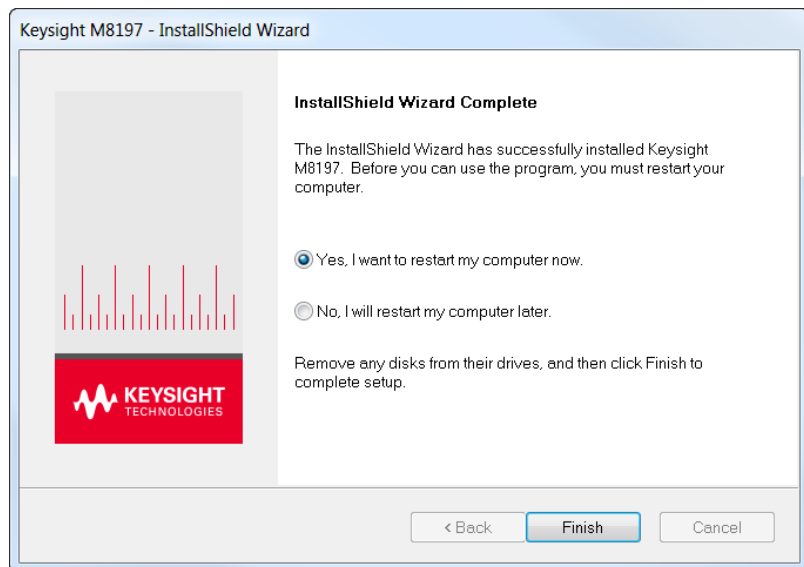 Keysight M8197 - InstallShield Wizard
InstallShield Wizard Complete
The InstallShield Wizard has successfully installed Keysight
M8197. Before you can use the program, you must restart your
computer.
Yes, I want to restart my computer now.
No, I will restart my computer later.
Remove any disks from their drives, and then click Finish to
complete setup.
KEYSIGHT
TECHNOLOGIES
< Back
Finish
Cancel